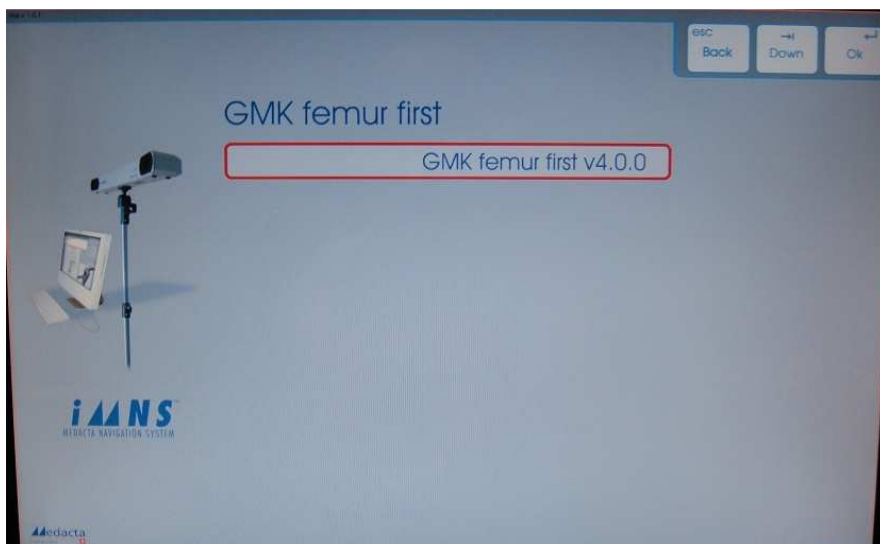 esc
Back
Down
Ok
GMK femur first
GMK femur first v4.0.0
iMNS
MEDACTA NAVIGATION SYSTEM
Medacta